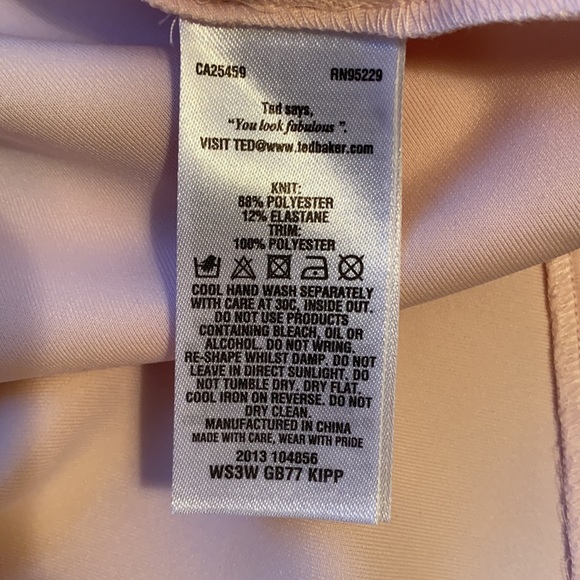 CA25459 RN95229
Ted says,
"You look fabulous".
VISIT TED@www.tedbaker.com
KNIT:
88% POLYESTER
12% ELASTANE
TRIM:
100% POLYESTER
COOL HAND WASH SEPARATELY
WITH CARE AT 30C, INSIDE OUT.
DO NOT USE PRODUCTS
CONTAINING BLEACH, OIL OR
ALCOHOL. DO NOT WRING.
RE-SHAPE WHILST DAMP. DO NOT
LEAVE IN DIRECT SUNLIGHT. DO
NOT TUMBLE DRY. DRY FLAT.
COOL IRON ON REVERSE. DO NOT
DRY CLEAN.
MANUFACTURED IN CHINA
MADE WITH CARE, WEAR WITH PRIDE
2013 104856
WS3W GB77 KIPP